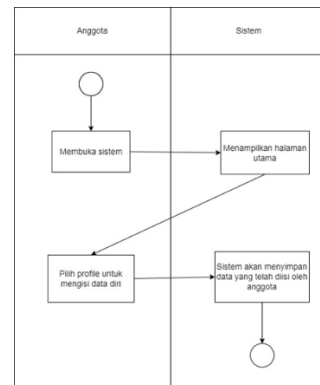 Anggota
Sistem
Membuka sistem
Menampilkan halaman
utama
Pilih profile untuk
mengisi data diri
Sistem akan menyimpan
data yang telah diisi oleh
anggota